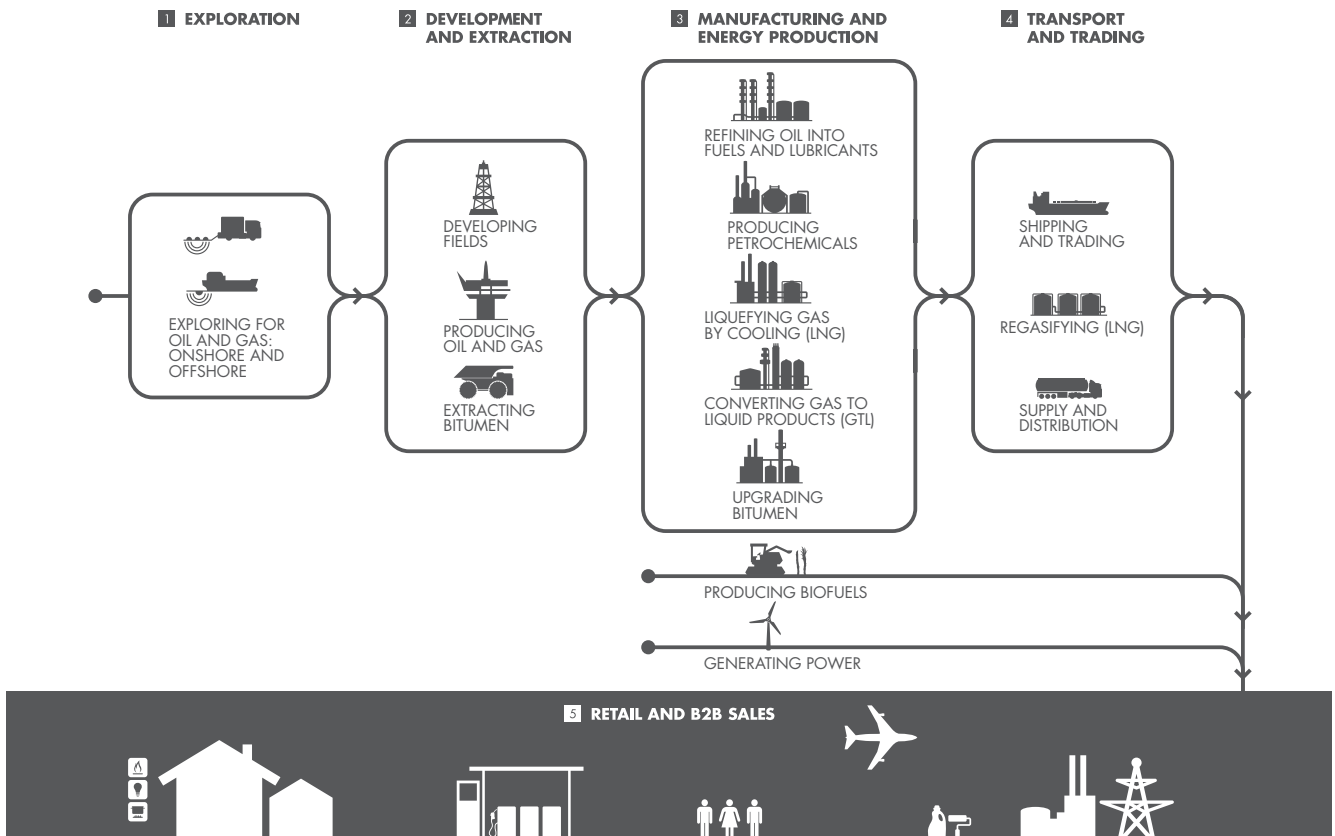 1 EXPLORATION
2 DEVELOPMENT
AND EXTRACTION
3 MANUFACTURING AND
ENERGY PRODUCTION
4 TRANSPORT
AND TRADING
EXPLORING FOR
OIL AND GAS:
ONSHORE AND
OFFSHORE
DEVELOPING
FIELDS
PRODUCING
OIL AND GAS
EXTRACTING
BITUMEN
REFINING OIL INTO
FUELS AND LUBRICANTS
PRODUCING
PETROCHEMICALS
LIQUEFYING GAS
BY COOLING (LNG)
CONVERTING GAS TO
LIQUID PRODUCTS (GTL)
UPGRADING
BITUMEN
SHIPPING
AND TRADING
REGASIFYING (LNG)
SUPPLY AND
DISTRIBUTION
PRODUCING BIOFUELS
GENERATING POWER
5 RETAIL AND B2B SALES